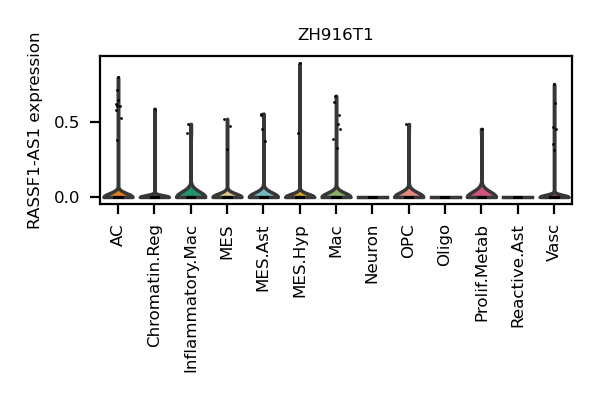 ZH916T1
RASSF1-AS1 expression
0.5
0.0
AC
Chromatin.Reg
Inflammatory.Mac
MES
MES.Ast
MES.Hyp
Mac
Neuron
OPC
Oligo
Prolif.Metab
Reactive.Ast
Vasc